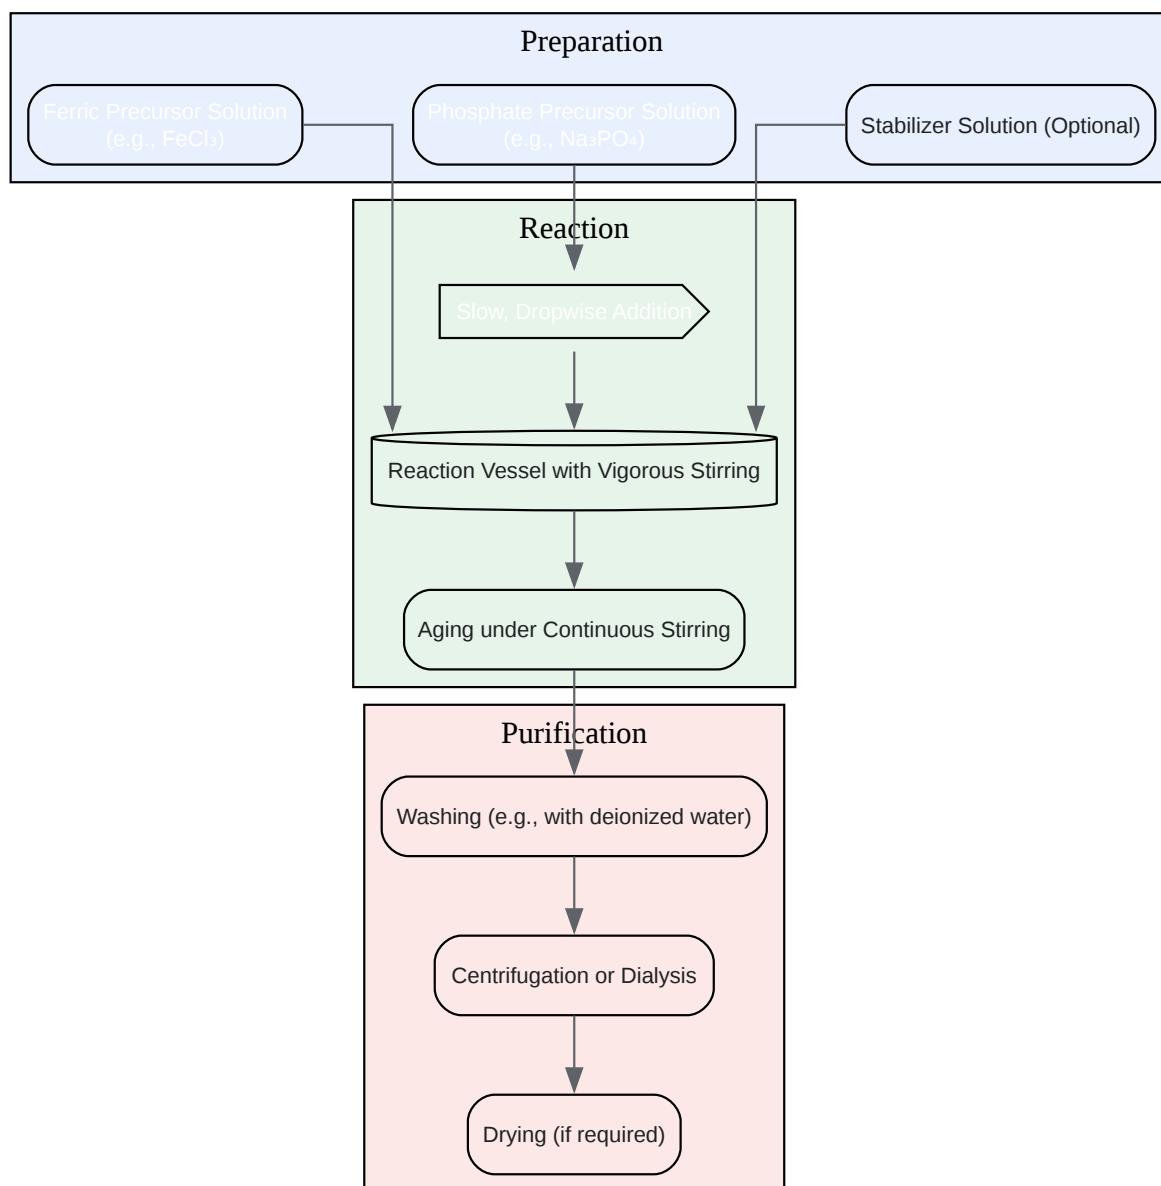 Preparation
Ferric Precursor Solution
(e.g., FeCl₃)
Phosphate Precursor Solution
(e.g., Na₃PO₄)
Stabilizer Solution (Optional)
Reaction
Slow, Dropwise Addition
Reaction Vessel with Vigorous Stirring
Aging under Continuous Stirring
Purification
Washing (e.g., with deionized water)
Centrifugation or Dialysis
Drying (if required)